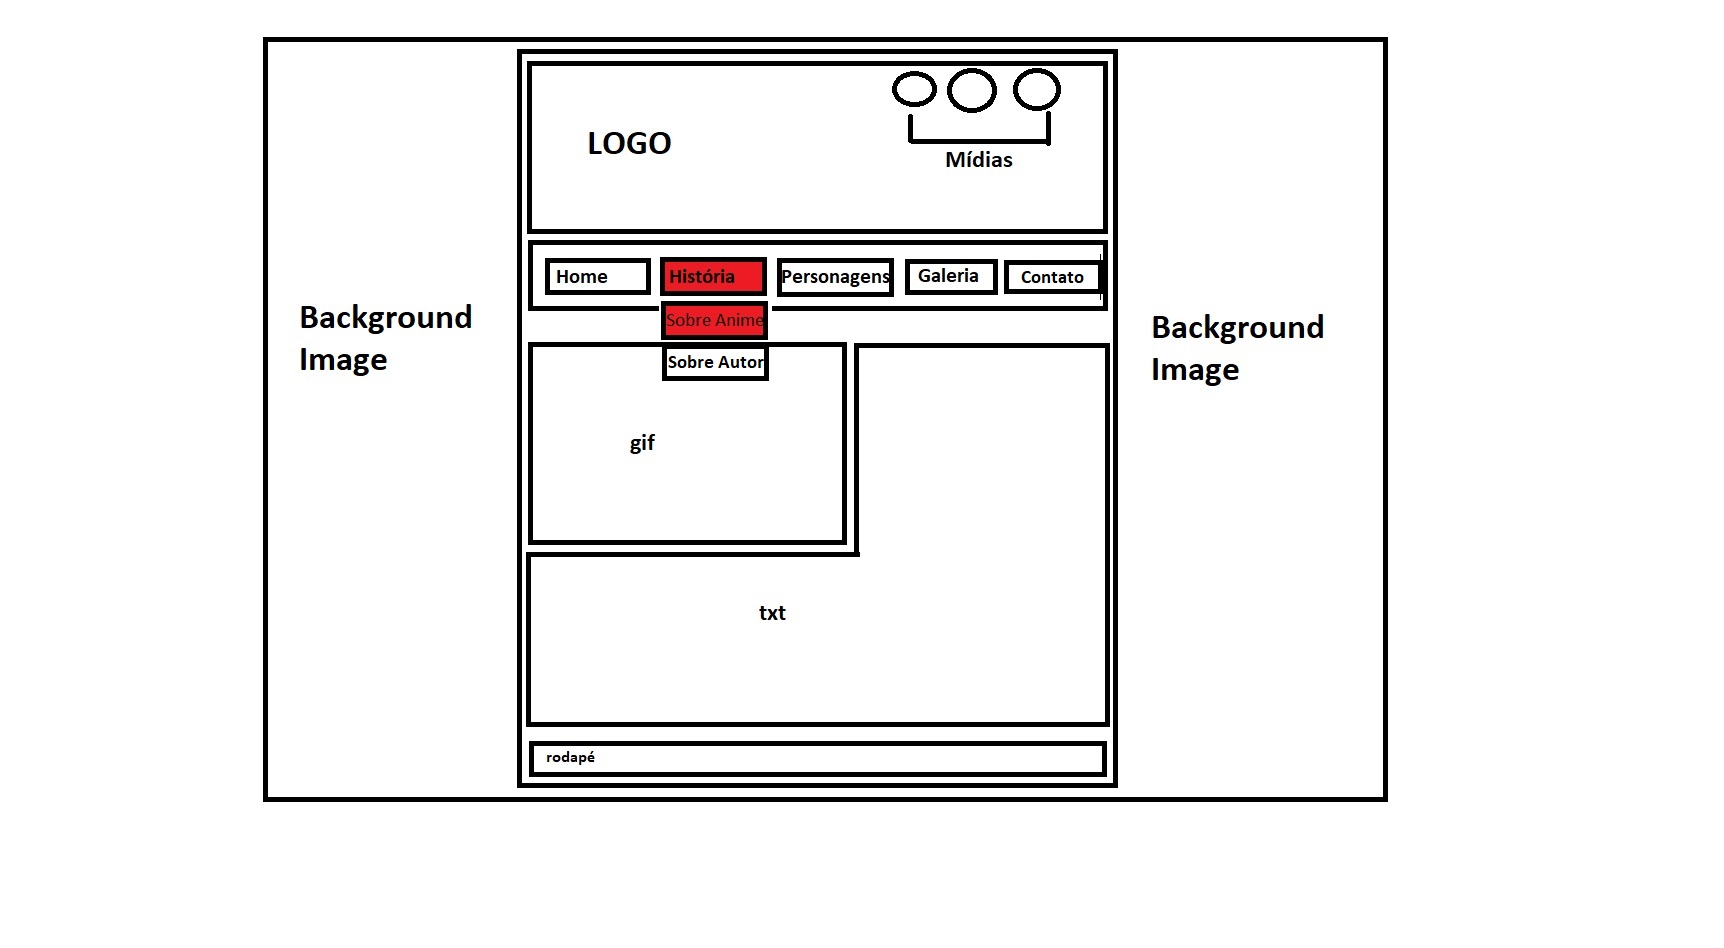 LOGO
Mídias
Home
História
Personagens
Galeria
Contato
Sobre Anime
Sobre Autor
Background
Image
Background
Image
gif
txt
rodapé